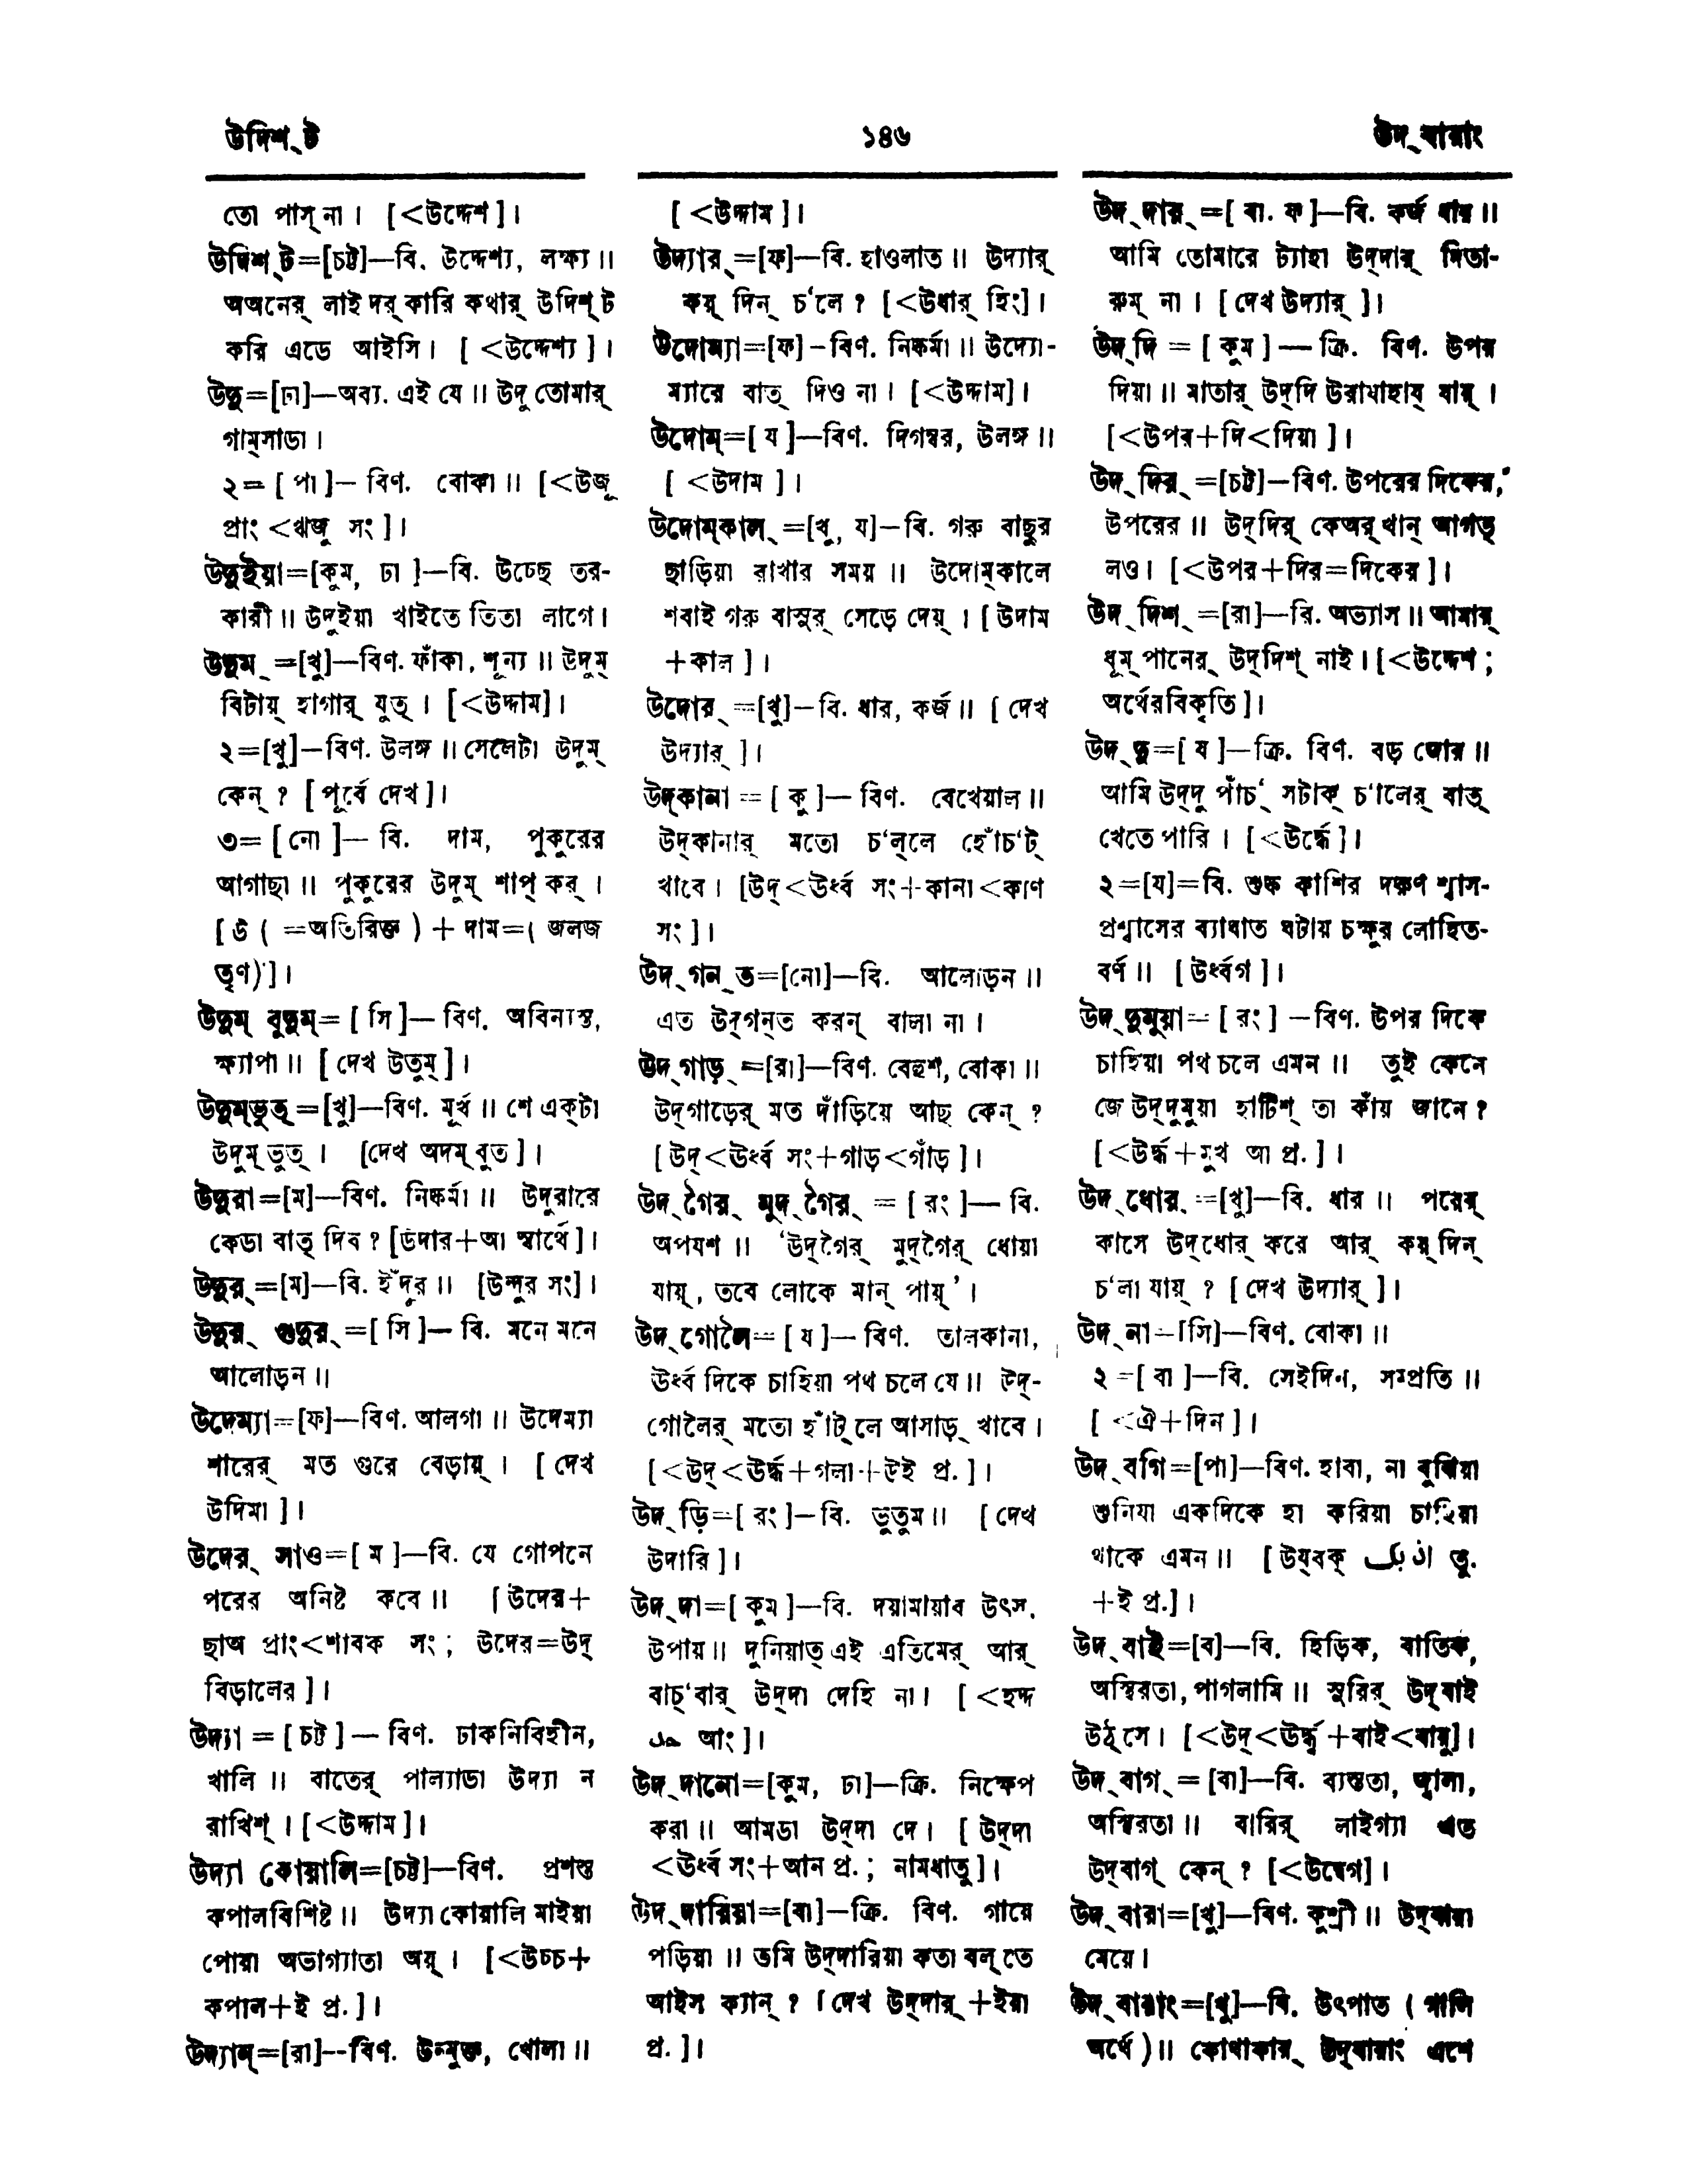 উদিশ্‌ট
১৪৬
উদ্‌বারাং
তো পাস্‌ না। [<উদ্দেশ]।
উদিশ্‌ট=[চট্ট]—বি. উদ্দেশ্য, লক্ষ্য॥
অঅনের্‌ লাই দর্‌কারি কথার্‌ উদিশ্‌ট
করি এডে আইসি। [ <উদ্দেশ্য ]।
উদু=[ঢা]—অব্য. এই যে॥ উদু তোমার্‌
গাম্‌সাডা।
২=[ পা ]— বিণ. বোকা॥ [<উজূ
প্রাং <ঋজু সং ]।
উদুইয়া=[কুম, ঢা ]—বি. উচ্ছে তর-
কারী॥ উদুইয়া খাইতে তিতা লাগে।
উদুম্‌=[খু]—বিণ. ফাঁকা, শূন্য॥ উদুম্‌
বিটায়্‌ হাগার্‌ যুত্‌। [<উদ্দাম]।
২=[খু]—বিণ. উলঙ্গ॥ সেলেটা উদুম্‌
কেন্‌ ? [ পূর্বে দেখ ]।
৩= [ নো ]— বি. দাম, পুকুরের
আগাছা॥ পুকুরের উদুম্‌ শাপ্‌ কর্‌।
[ উ ( =অতিরিক্ত ) + দাম=( জলজ
তৃণ) ]।
উদুম্‌ বুদুম্‌= [ সি ]— বিণ. অবিন্যস্ত,
ক্ষ্যাপা॥ [ দেখ উতুম্‌ ]।
উদুম্‌ভুত্‌=[খু]—বিণ. মূর্খ॥ শে একটা
উদুম্‌ ভুত্‌। [দেখ অদম্‌ বুত ]।
উদুরা=[ম]—বিণ. নিষ্কর্মা॥ উদুরারে
কেডা বাত্‌ দিব ? [উদার+আ স্বার্থে]।
উদুর্‌=[ম]—বি. ইঁদুর॥ [উন্দুর সং]।
উদুর্‌ গুদুর্‌=[ সি ]— বি. মনে মনে
আলোড়ন॥
উদেম্যা=[ফ]—বিণ. আলগা॥ উদেম্যা
শারের্‌ মত গুরে বেড়ায়্‌। [ দেখ
উদিমা ]।
উদের্‌ সাও=[ ম ]—বি. যে গোপনে
পরের অনিষ্ট করে॥ [ উদের+
ছাঅ প্রাং<শাবক সং; উদের=উদ্‌
বিড়ালের ]।
উদ্যা = [ চট্ট ] — বিণ. ঢাকনিবিহীন,
খালি॥ বাতের্‌ পাল্যাডা উদ্যা ন
রাখিশ্‌। [<উদ্দাম]।
উদ্যা কোয়ালি=[চট্ট]—বিণ. প্রশস্ত
কপালবিশিষ্ট॥ উদ্যা কোয়ালি মাইয়া
পোয়া অভাগ্যাতা অয়্‌। [<উচ্চ+
কপাল+ই প্র. ]।
উদ্যাম্‌=[রা]--বিণ. উন্মুক্ত, খোলা॥
[ <উদ্দাম ]।
উদ্যার্‌=[ফ]—বি. হাওলাত॥ উদ্যার্‌
কয়্‌ দিন্‌ চ'লে ? [<উধার্‌ হিং]।
উদোম্যা=[ফ]–বিণ. নিষ্কর্মা॥ উদ্যো-
ম্যারে বাত্‌ দিও না। [<উদ্দাম]।
উদোম্‌=[ য ]—বিণ. দিগম্বর, উলঙ্গ॥
[ <উদাম ]।
উদোম্‌কাল্‌=[খু, য]—বি. গরু বাছুর
ছাড়িয়া রাখার সময়॥ উদোম্‌কালে
শবাই গরু বাস্থর্‌ সেড়ে দেয়্‌। [ উদাম
+কাল ]।
উদোর্‌=[খু]—বি. ধার, কর্জ॥ [ দেখ
উদ্যার্‌ ]।
উদ্‌কানা=[ কু ]— বিণ. বেখেয়াল॥
উদ্‌কানার্‌ মতো চ'ল্‌লে হোঁচ'ট্‌
খাবে। [উদ্‌<ঊর্ধ্ব সং+কানা<কাণ
সং ]।
উদ্‌গন্‌ত=[নো]—বি. আলোড়ন॥
এত উদ্‌গন্‌ত করন্‌ বালা না।
উদ্‌গাড়্‌=[রা]—বিণ. বেহুশ, বোকা॥
উদ্‌গাড়ের্‌ মত দাঁড়িয়ে আছ কেন্‌ ?
[ উদ্‌<ঊর্ধ্ব সং+গাড়<গাঁড় ]।
উদ্‌গৈর্‌ মুদ্‌গৈর্‌ = [ রং ]— বি.
অপযশ॥ 'উদ্‌গৈর্‌ মুদ্‌গৈর্‌ ধোয়া
যায়্‌, তবে লোকে মান্‌ পায়্‌'।
উদ্‌গোলৈ= [ য ]— বিণ. তালকানা,
ঊর্ধ্ব দিকে চাহিয়া পথ চলে যে॥ উদ্‌-
গোলৈর্‌ মতো হাঁট্‌লে আসাড়্‌ খাবে।
[<উদ্‌<ঊর্দ্ধ+গলা+উই প্র. ]।
উদ্‌ড়ি=[ রং ]—বি. ভুতুম॥ [ দেখ
উদারি ]।
উদ্‌দা=[ কুম ]—বি. দয়ামায়ার উৎস.
উপায়॥ দুনিয়াত্‌ এই এতিমের্‌ আর্‌
বাচ্‌'বার্‌ উদ্‌দা দেহি না। [ <হদ্দ
حد আং ]।
উদ্‌দানো=[কুম, ঢা]—ক্রি. নিক্ষেপ
করা॥ আমডা উদ্‌দা দে। [ উদ্‌দা
<ঊর্ধ্ব সং+আন প্র.; নামধাতু]।
উদ্‌দারিয়া=[বা]—ক্রি. বিণ. গায়ে
পড়িয়া॥ তমি উদ্‌দারিয়া কতা বল্‌তে
আইস ক্যান্‌ ? [ দেখ উদ্‌দার্‌ +ইয়া
প্র. ]।
উদ্‌দার্‌=[ বা. ফ ]—বি. কর্জ ধার॥
আমি তোমারে ট্যাহা উদ্‌দার্‌ দিতা-
রুম্‌ না। [ দেখ উদ্যার্‌ ]।
উদ্‌দি = [ কুম ] — ক্রি. বিণ. উপর
দিয়া॥ মাতার্‌ উদ্‌দি উরাযাহায্‌ যায়্‌।
[<উপর+দি<দিয়া ]।
উদ্‌দির্‌=[চট্ট]—বিণ. উপরের দিকের,
উপরের॥ উদ্‌দির্‌ কেঅর্‌ খান্‌ আগত্‌
লও। [<উপর+দির=দিকের ]।
উদ্‌দিশ্‌=[রা]—বি. অভ্যাস॥ আমার্‌
ধূম্‌ পানের্‌ উদ্‌দিশ্‌ নাই। [<উদ্দেশ;
অর্থেরবিকৃতি]।
উদ্‌দু=[ য ]—ক্রি. বিণ. বড় জোর॥
আমি উদ্‌দু পাঁচ' সটাক্‌ চ'ালের্‌ বাত্‌
খেতে পারি। [<উর্দ্ধে]।
২=[য]=বি. শুষ্ক কাশির দরুণ শ্বাস-
প্রশ্বাসের ব্যাঘাত ঘটায় চক্ষুর লোহিত-
বর্ণ॥ [ ঊর্ধ্বগ ]।
উদ্‌দুমুয়া= [ রং ] –বিণ. উপর দিকে
চাহিয়া পথ চলে এমন॥ তুই কেনে
জে উদ্‌দুমুয়া হাটিশ্‌ তা কাঁয় জানে ?
[<ঊর্দ্ধ+মুখ আ প্র. ]।
উদ্‌ধোর্‌=[খু]—বি. ধার॥ পরের্‌
কাসে উদ্‌ধোর্‌ করে আর্‌ কয়্‌ দিন্‌
চ'লা যায়্‌ ? [ দেখ উদ্যার্‌ ]।
উদ্‌না=[সি]—বিণ. বোকা॥
২=[ বা ]—বি. সেইদিন, সম্প্রতি॥
[ <ঐ+দিন ]।
উদ্‌বগি=[পা]—বিণ. হাবা, না বুঝিয়া
শুনিয়া একদিকে হা করিয়া চাহিয়া
থাকে এমন॥ [ উয্‌বক্‌ اذبک তু.
+ই প্র.]।
উদ্‌বাই=[ব]—বি. হিড়িক, বাতিক,
অস্থিরতা, পাগলামি॥ স্থরির্‌ উদ্‌বাই
উঠ্‌সে। [<উদ্‌<ঊর্দ্ধ+বাই<বায়ু]।
উদ্‌বাগ্‌ = [বা]—বি. ব্যস্ততা, জ্বালা,
অস্থিরতা॥ বারির্‌ লাইগ্যা এত
উদ্‌বাগ্‌ কেন্‌ ? [<উদ্বেগ]।
উদ্‌বারা=[খু]—বিণ. কুশ্রী॥ উদ্‌বারা
মেয়ে।
উদ্‌বারাং=[খু]—বি. উৎপাত ( গালি
অর্থে )॥ কোথাকার্‌ উদ্‌বারাং এশে